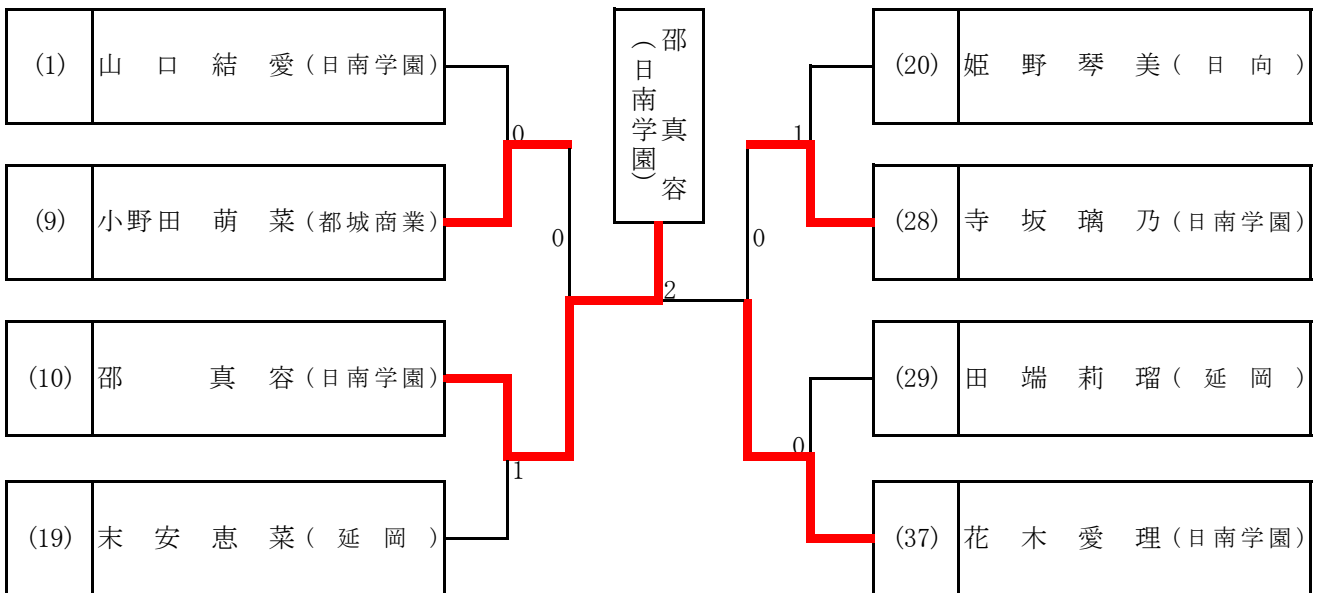 (1) 山口結愛(日南学園)
0
(9) 小野田萌菜(都城商業)
0
(10) 邵真容(日南学園)
1
(19) 末安恵菜(延岡)
邵真容
(日南学園)
2
(20) 姫野琴美(日向)
1
(28) 寺坂璃乃(日南学園)
0
(29) 田端莉瑠(延岡)
0
(37) 花木愛理(日南学園)